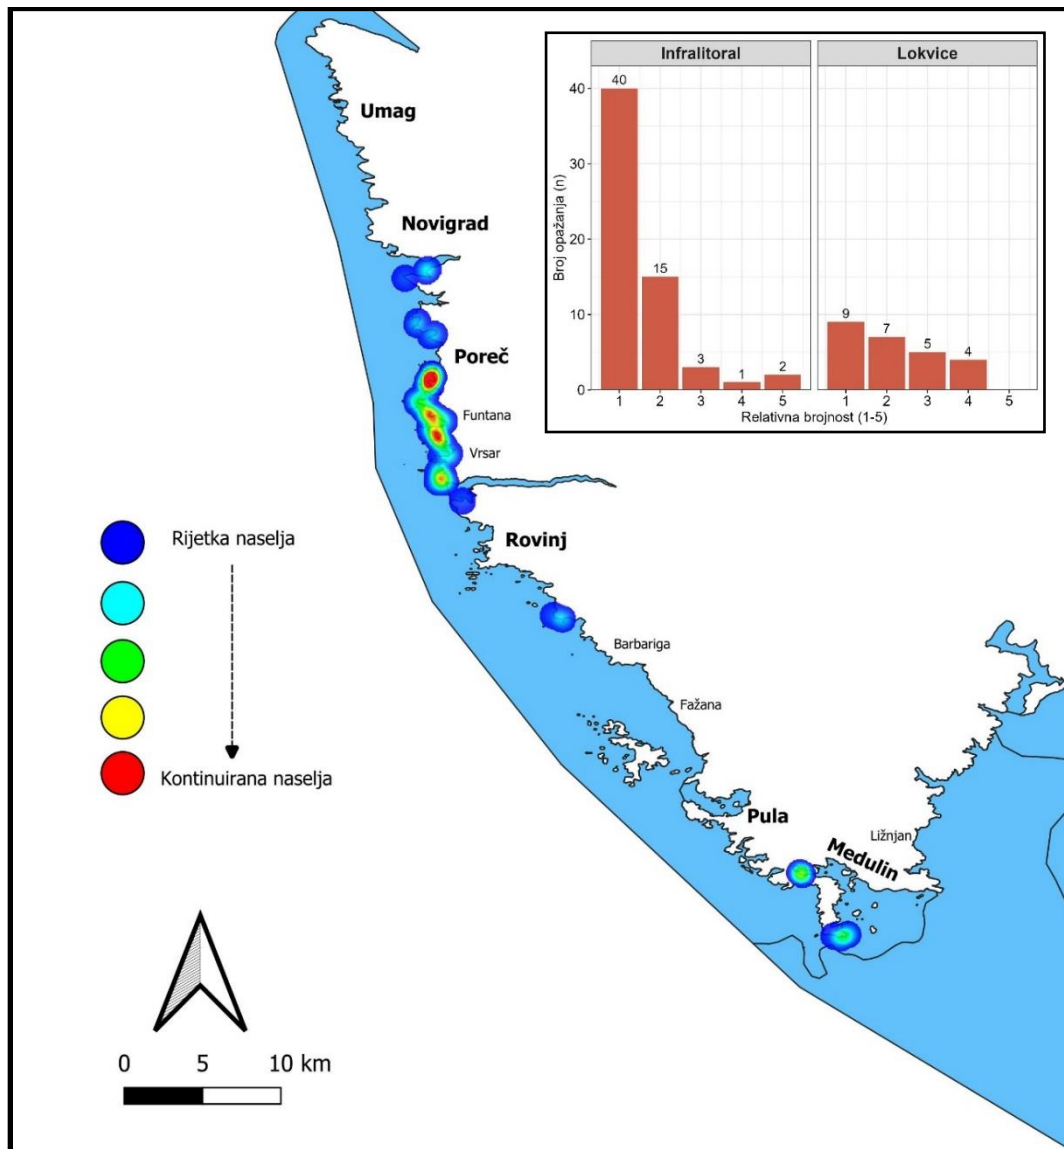 Infralitoral
Lokvice
40
15
3
1
2
9
7
5
4
Broj opažanja (n)
40
30
20
10
0
1 2 3 4 5
1 2 3 4 5
Relativna brojnost (1-5)
Umag
Novigrad
Poreč
Funtana
Vrsar
Rovinj
Barbariga
Fažana
Pula
Ližnjan
Medulin
Rijetka naselja
Kontinuirana naselja
0 5 10 km